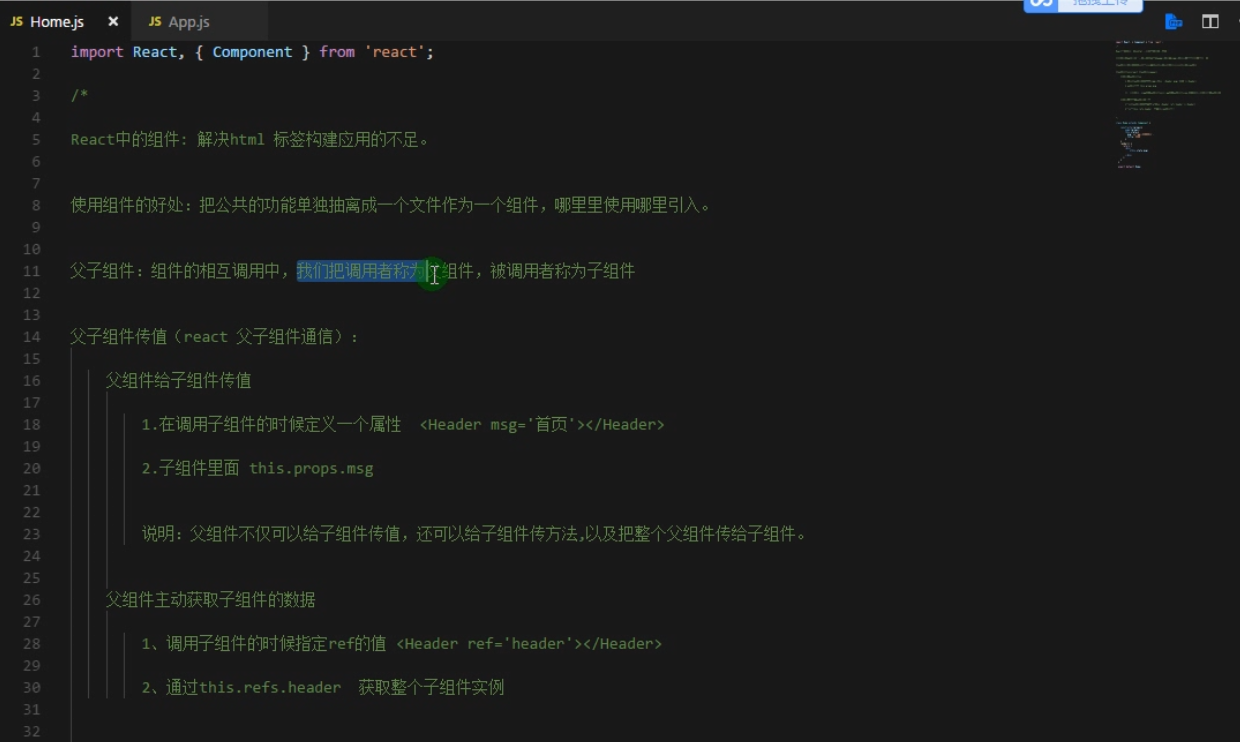 JS Home.js × JS App.js
1 import React, { Component } from 'react';
2
3 /*
4
5 React中的组件: 解决html 标签构建应用的不足。
6
7
8 使用组件的好处：把公共的功能单独抽离成一个文件作为一个组件，哪里里使用哪里引入。
9
10
11 父子组件：组件的相互调用中，我们把调用者称为组件，被调用者称为子组件
12
13
14 父子组件传值（react 父子组件通信）:
15
16 父组件给子组件传值
17
18 1.在调用子组件的时候定义一个属性 <Header msg='首页'></Header>
19
20 2.子组件里面 this.props.msg
21
22
23 说明：父组件不仅可以给子组件传值，还可以给子组件传方法,以及把整个父组件传给子组件。
24
25
26 父组件主动获取子组件的数据
27
28 1、调用子组件的时候指定ref的值 <Header ref='header'></Header>
29
30 2、通过this.refs.header 获取整个子组件实例
31
32